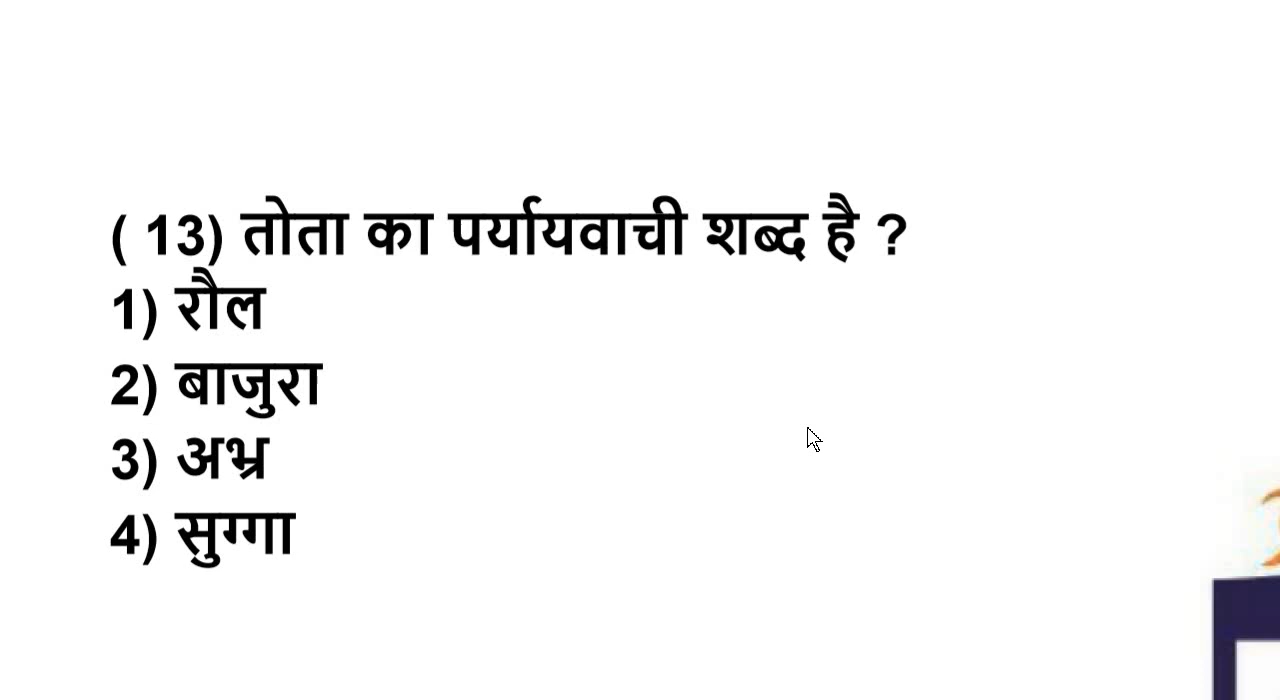 ( 13) तोता का पर्यायवाची शब्द है ?
1) रौल
2) बाजुरा
3) अभ्र
4) सुग्गा